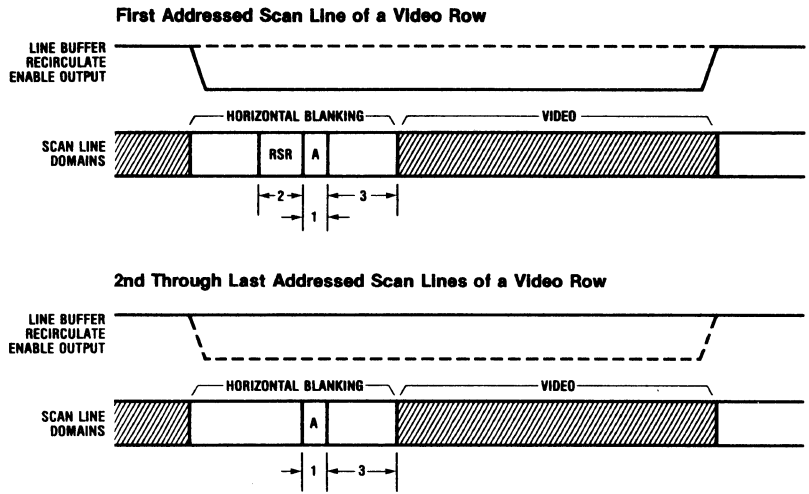 First Addressed Scan Line of a Video Row
LINE BUFFER
RECIRCULATE
ENABLE OUTPUT
HORIZONTAL BLANKING
VIDEO
SCAN LINE
DOMAINS
RSR
A
2
3
1
2nd Through Last Addressed Scan Lines of a Video Row
LINE BUFFER
RECIRCULATE
ENABLE OUTPUT
HORIZONTAL BLANKING
VIDEO
SCAN LINE
DOMAINS
A
1
3